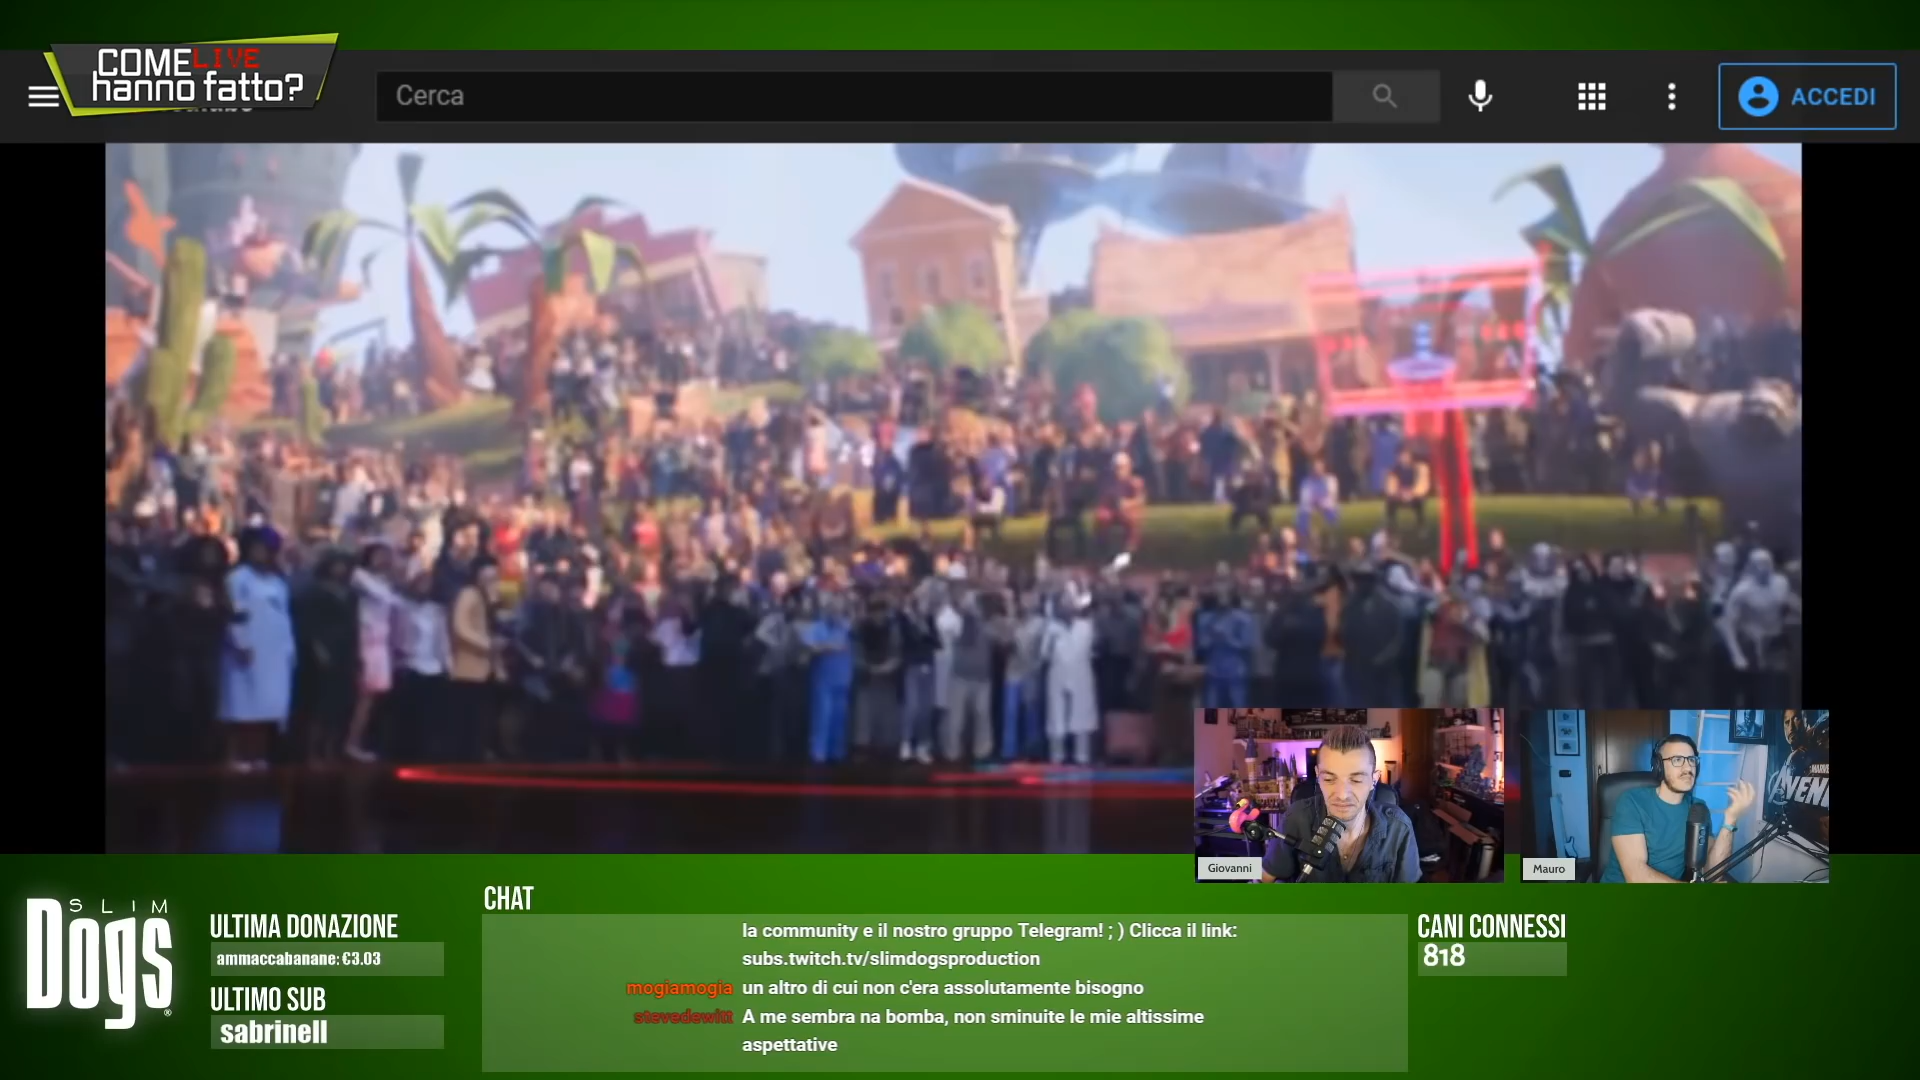 COME LIVE
hanno fatto?
Cerca
ACCEDI
Giovanni
Mauro
MARVEL
AVEN
SLIM
Dogs
®
ULTIMA DONAZIONE
ammaccabanane: €3.03
ULTIMO SUB
sabrinell
CHAT
la community e il nostro gruppo Telegram! ; ) Clicca il link:
subs.twitch.tv/slimdogsproduction
mogiamogia un altro di cui non c'era assolutamente bisogno
stevedewitt A me sembra na bomba, non sminuite le mie altissime
aspettative
CANI CONNESSI
818